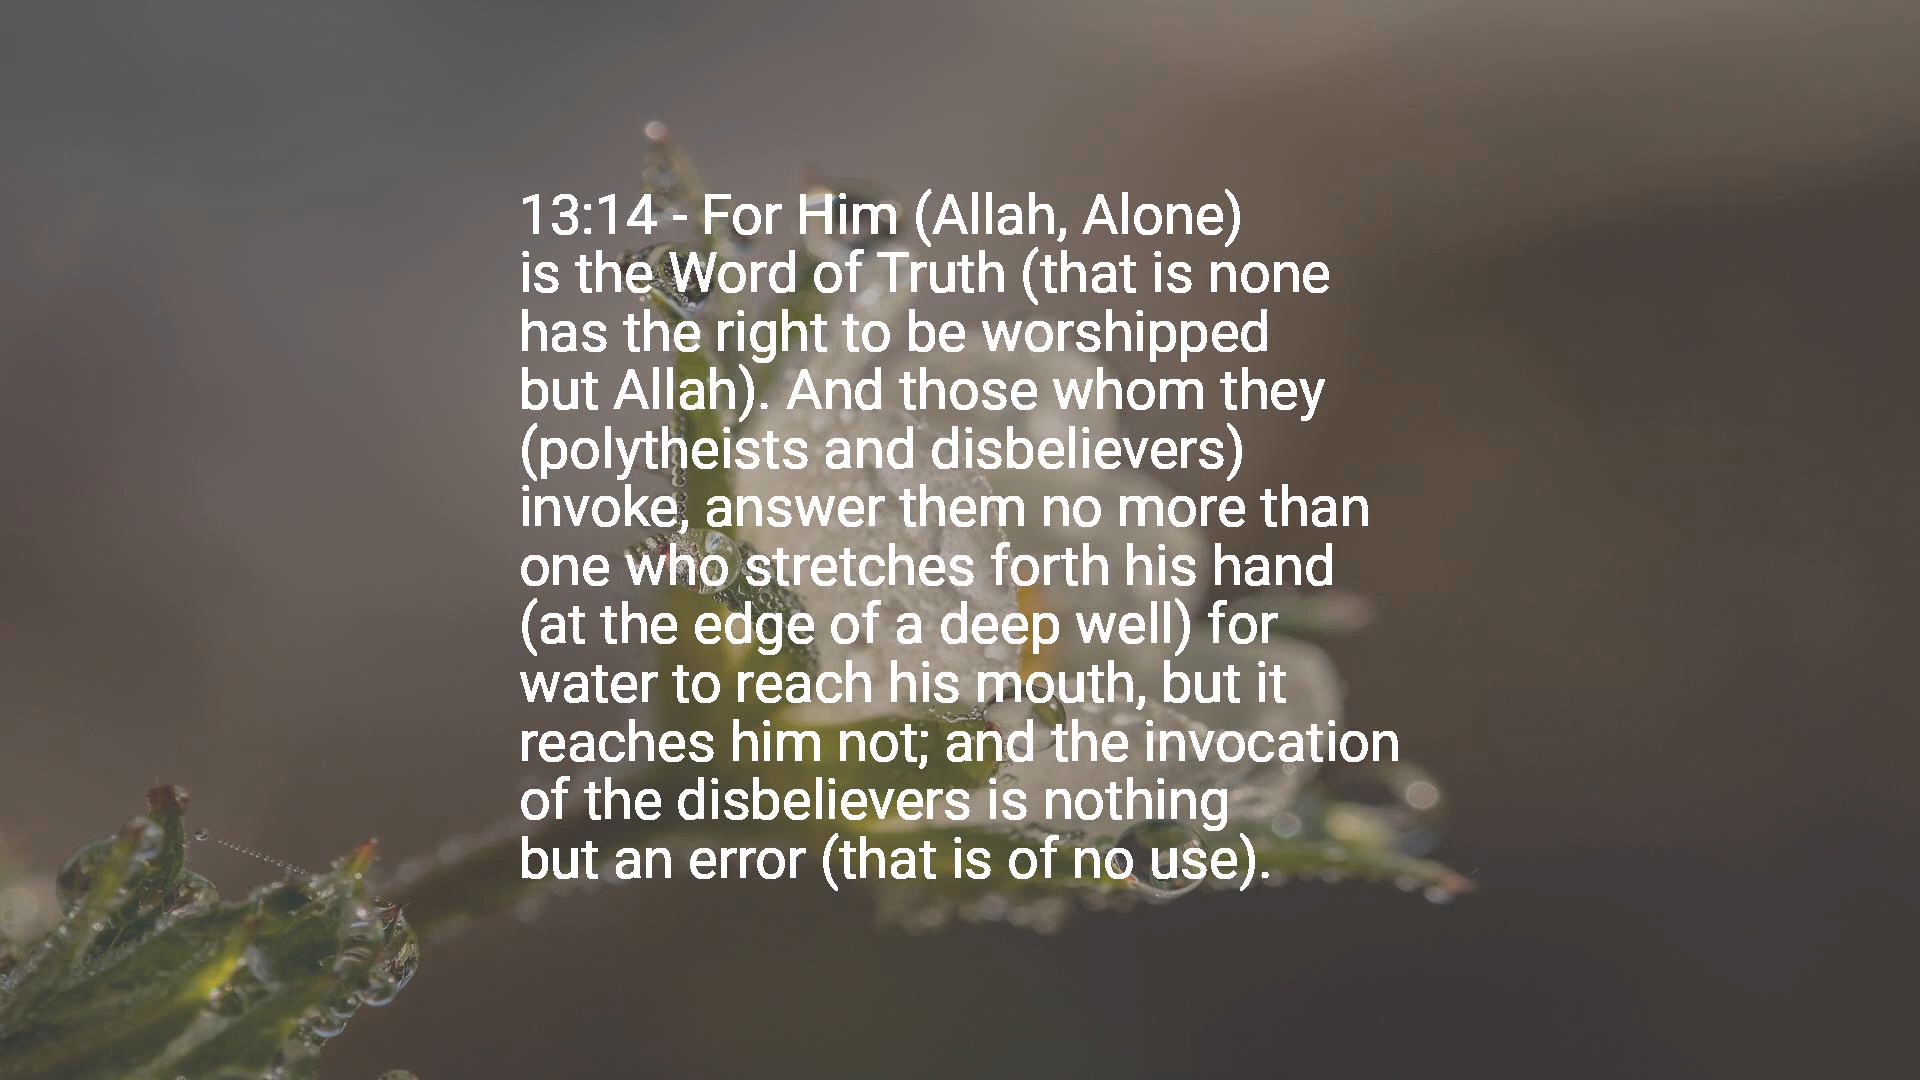 13:14 - For Him (Allah, Alone)
is the Word of Truth (that is none
has the right to be worshipped
but Allah). And those whom they
(polytheists and disbelievers)
invoke, answer them no more than
one who stretches forth his hand
(at the edge of a deep well) for
water to reach his mouth, but it
reaches him not; and the invocation
of the disbelievers is nothing
but an error (that is of no use).